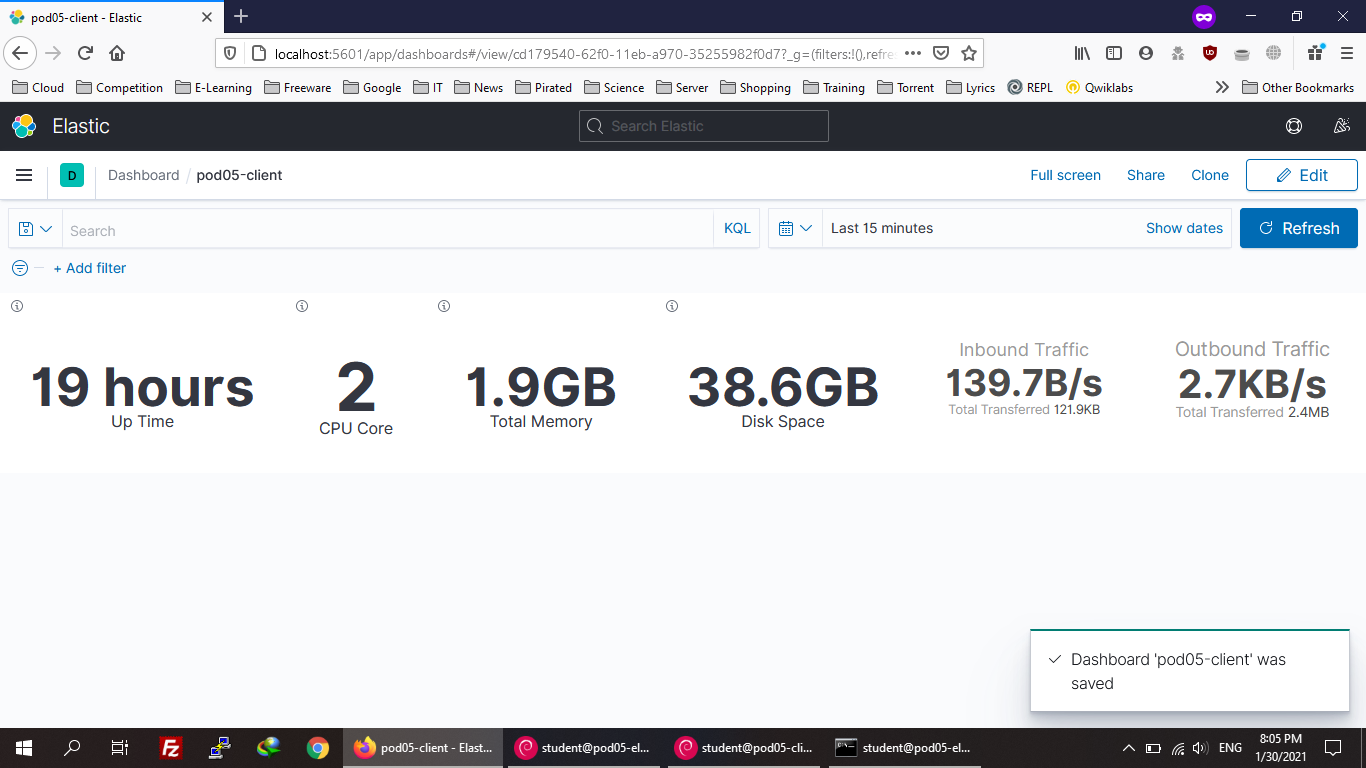 pod05-client - Elastic
localhost:5601/app/dashboards#/view/cd179540-62f0-11eb-a970-35255982f0d7?_g=(filters:!(),refre
Cloud Competition E-Learning Freeware Google IT News Pirated Science Server Shopping Training Torrent Lyrics REPL Qwiklabs Other Bookmarks
Elastic Search Elastic
D Dashboard / pod05-client Full screen Share Clone Edit
Search KQL Last 15 minutes Show dates Refresh
+ Add filter
19 hours
Up Time
2
CPU Core
1.9GB
Total Memory
38.6GB
Disk Space
Inbound Traffic
139.7B/s
Total Transferred 121.9KB
Outbound Traffic
2.7KB/s
Total Transferred 2.4MB
Dashboard 'pod05-client' was
saved
pod05-client - Elast... student@pod05-el... student@pod05-cli... student@pod05-el... ENG
8:05 PM
1/30/2021